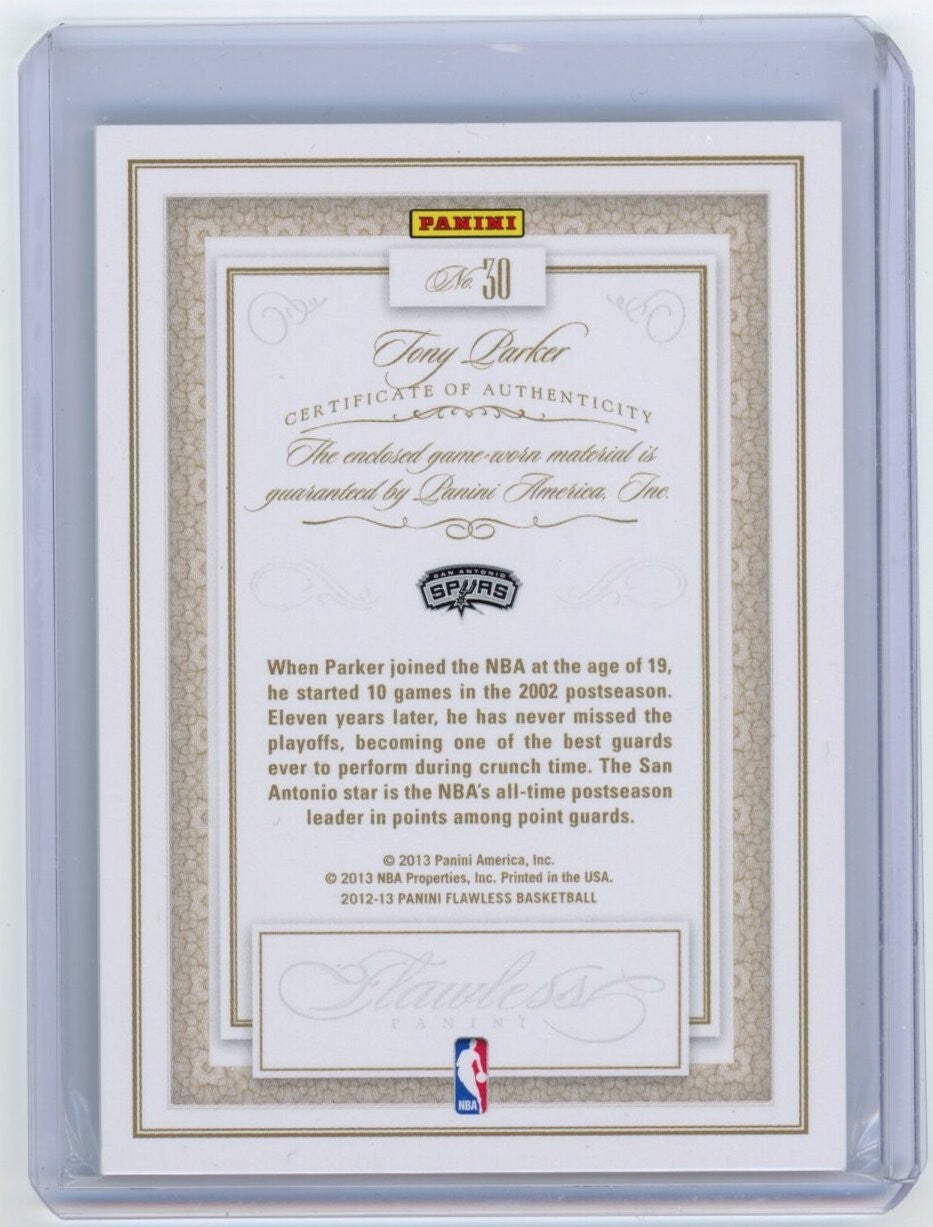 PANINI
No. 30
Tony Parker
CERTIFICATE OF AUTHENTICITY
The enclosed game-worn material is
guaranteed by Panini America, Inc.
SAN ANTONIO
SPURS
When Parker joined the NBA at the age of 19,
he started 10 games in the 2002 postseason.
Eleven years later, he has never missed the
playoffs, becoming one of the best guards
ever to perform during crunch time. The San
Antonio star is the NBA's all-time postseason
leader in points among point guards.
© 2013 Panini America, Inc.
© 2013 NBA Properties, Inc. Printed in the USA.
2012-13 PANINI FLAWLESS BASKETBALL
Flawless
PANINI
NBA